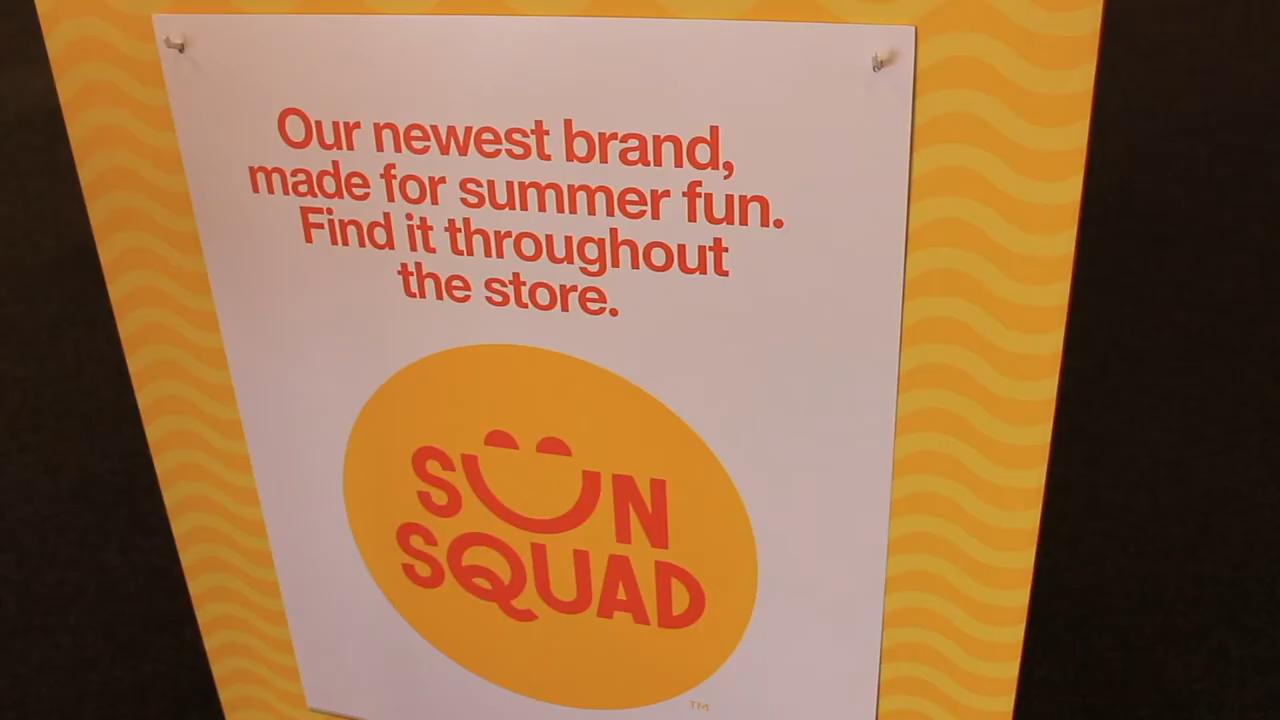 Our newest brand,
made for summer fun.
Find it throughout
the store.
SUN
SQUAD
TM